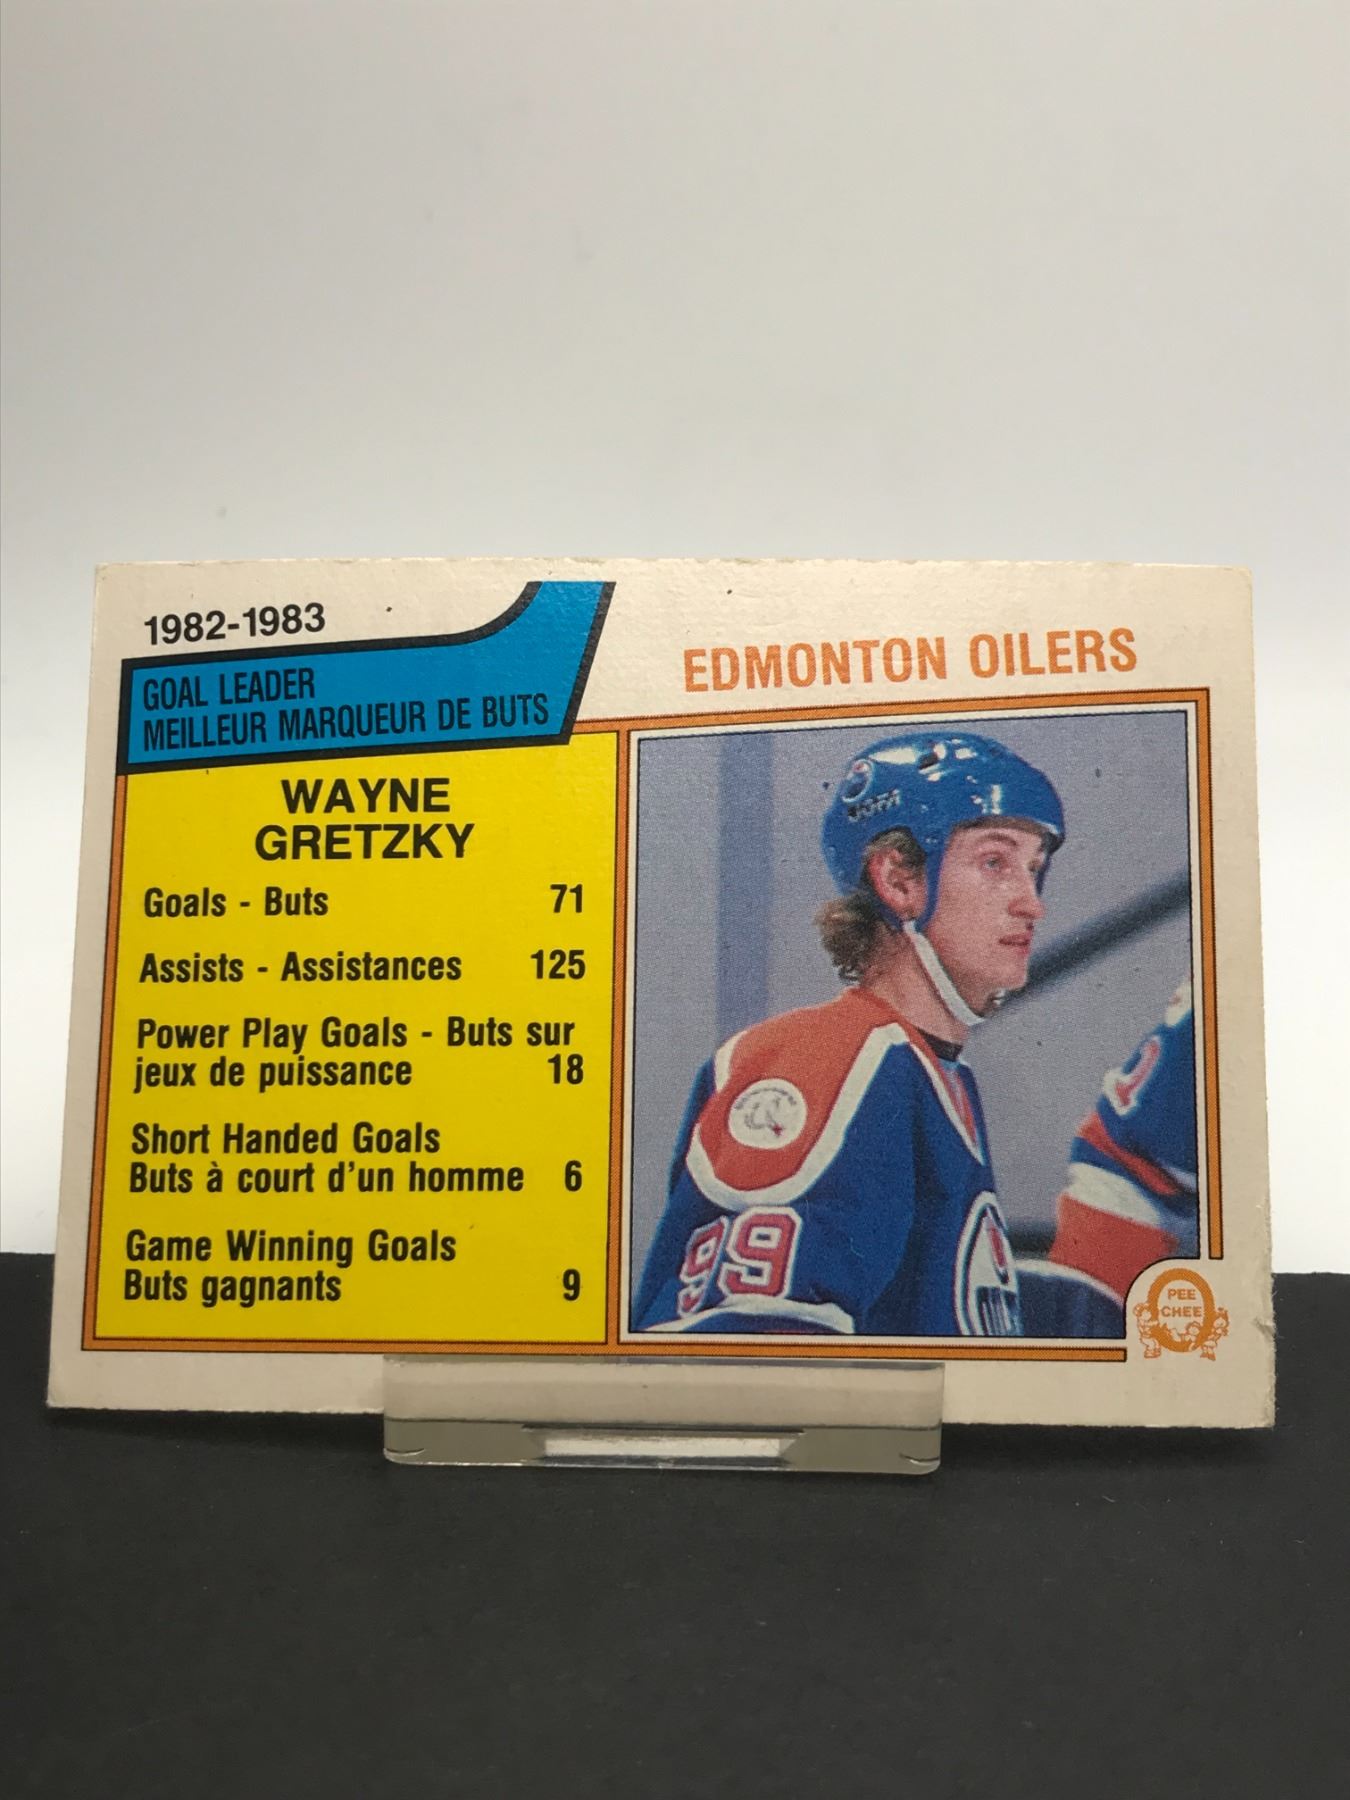 1982-1983
GOAL LEADER
MEILLEUR MARQUEUR DE BUTS
EDMONTON OILERS
WAYNE
GRETZKY
Goals - Buts 71
Assists - Assistances 125
Power Play Goals - Buts sur
jeux de puissance 18
Short Handed Goals
Buts à court d'un homme 6
Game Winning Goals
Buts gagnants 9
99
PEE
CHEE